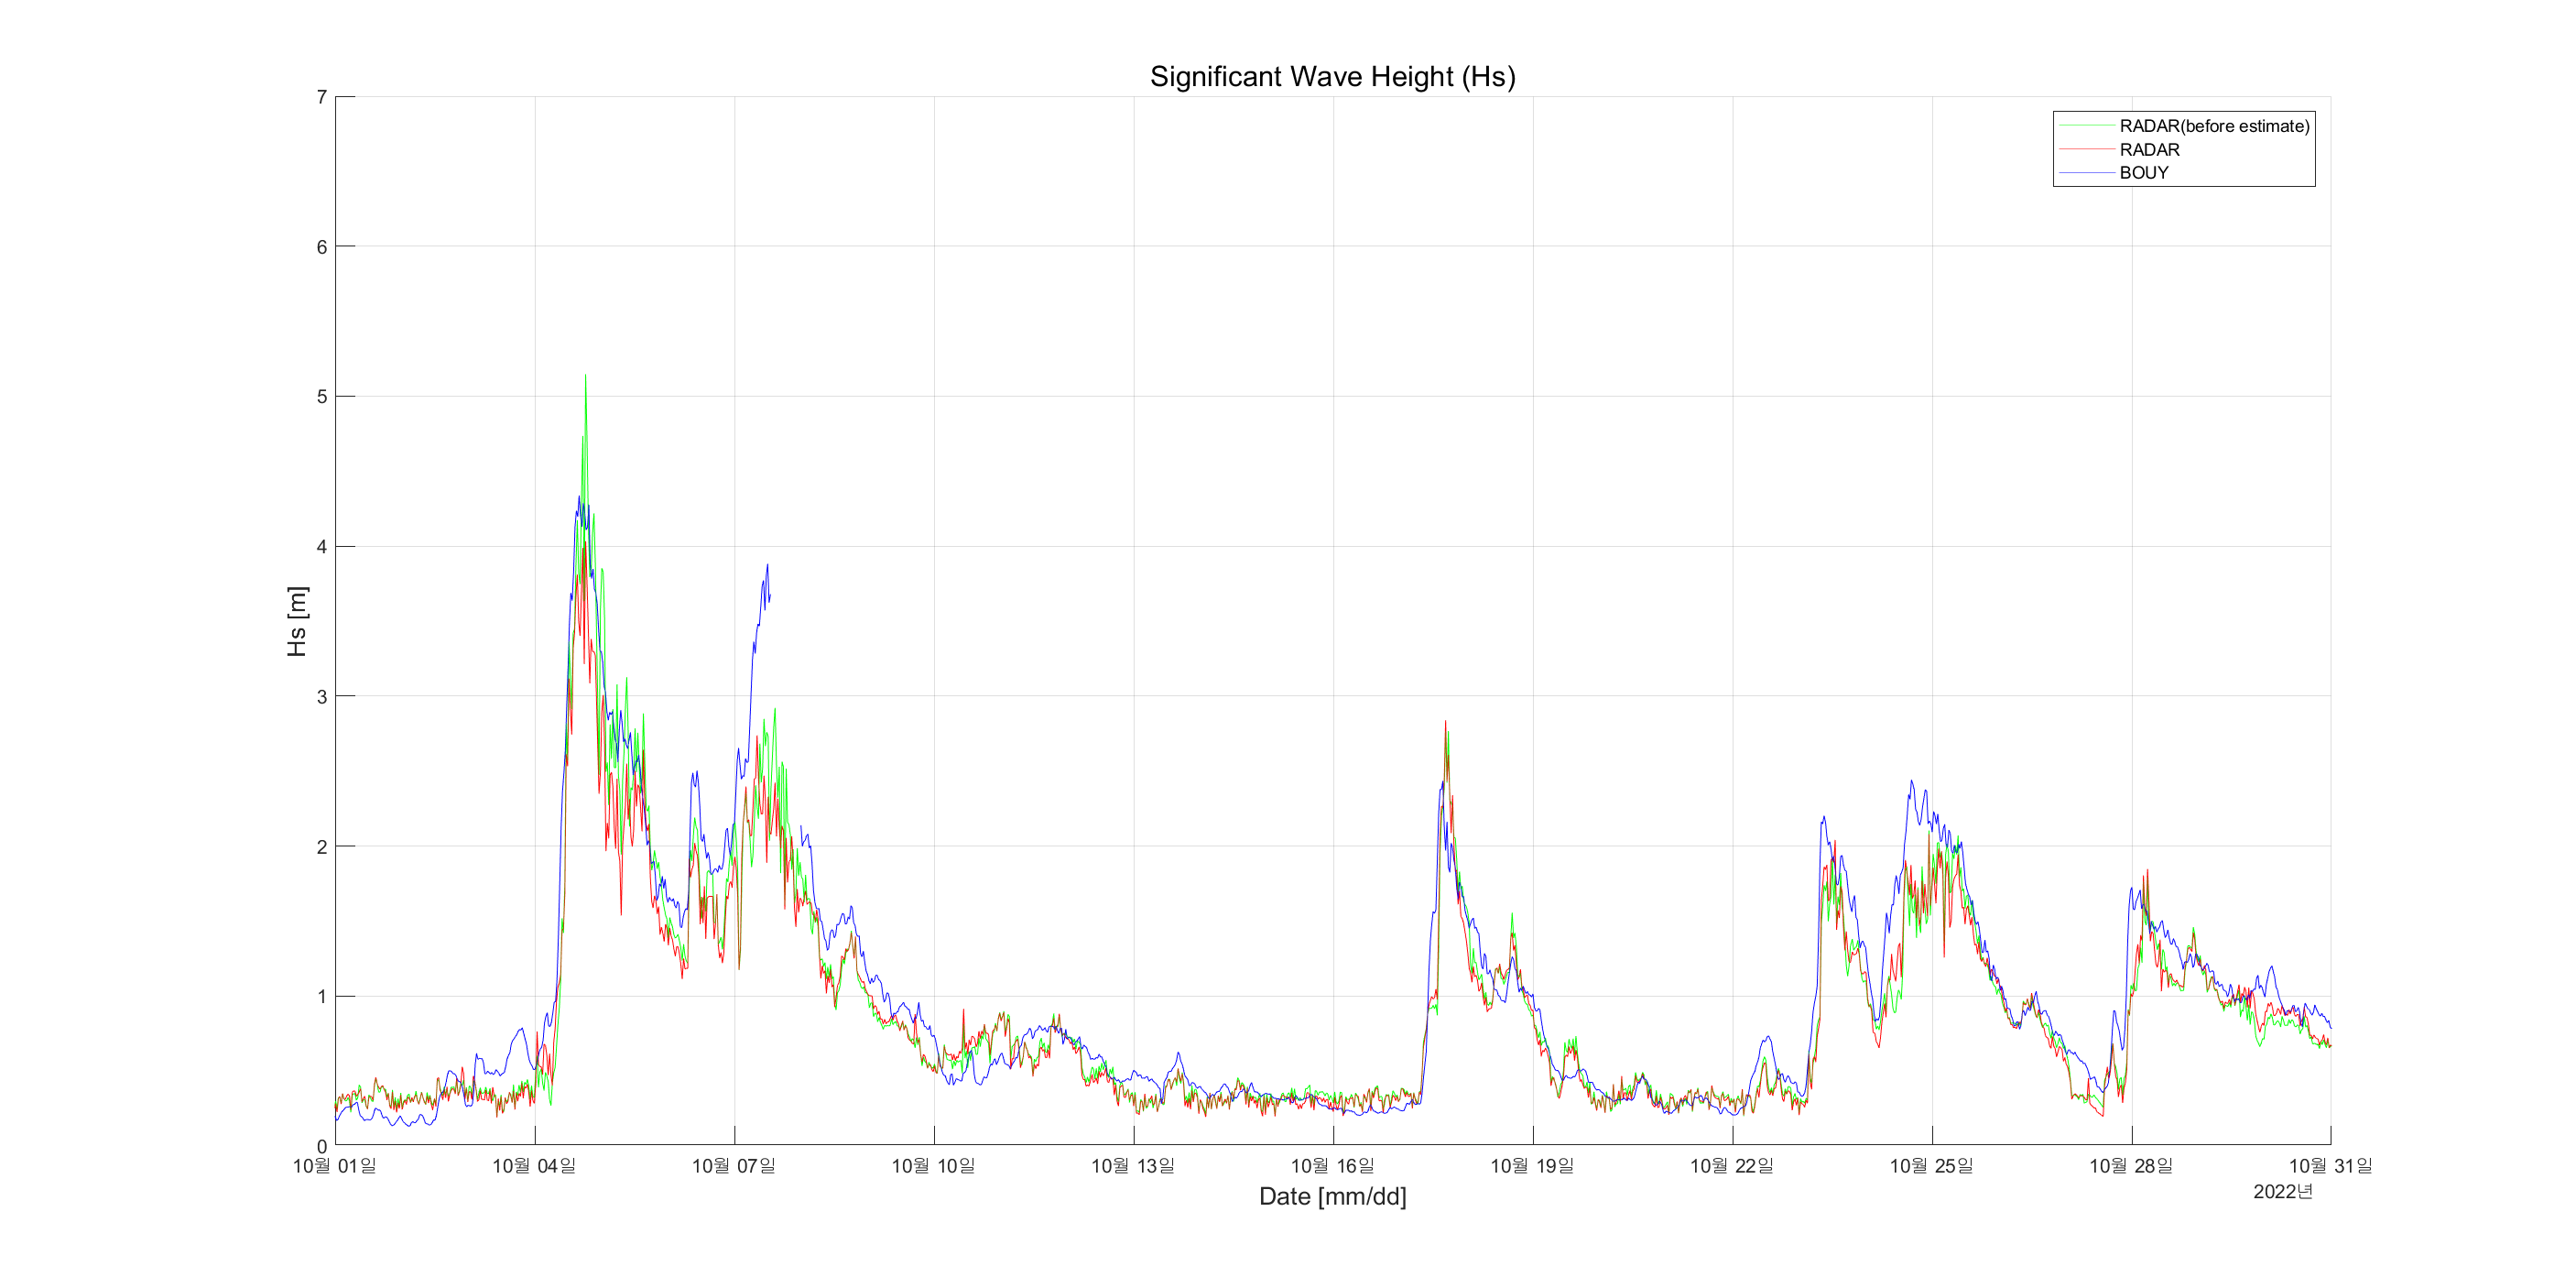 Significant Wave Height (Hs)
RADAR(before estimate)
RADAR
BOUY
7
6
5
4
3
2
1
0
Hs [m]
10월 01일 10월 04일 10월 07일 10월 10일 10월 13일 10월 16일 10월 19일 10월 22일 10월 25일 10월 28일 10월 31일
2022년
Date [mm/dd]